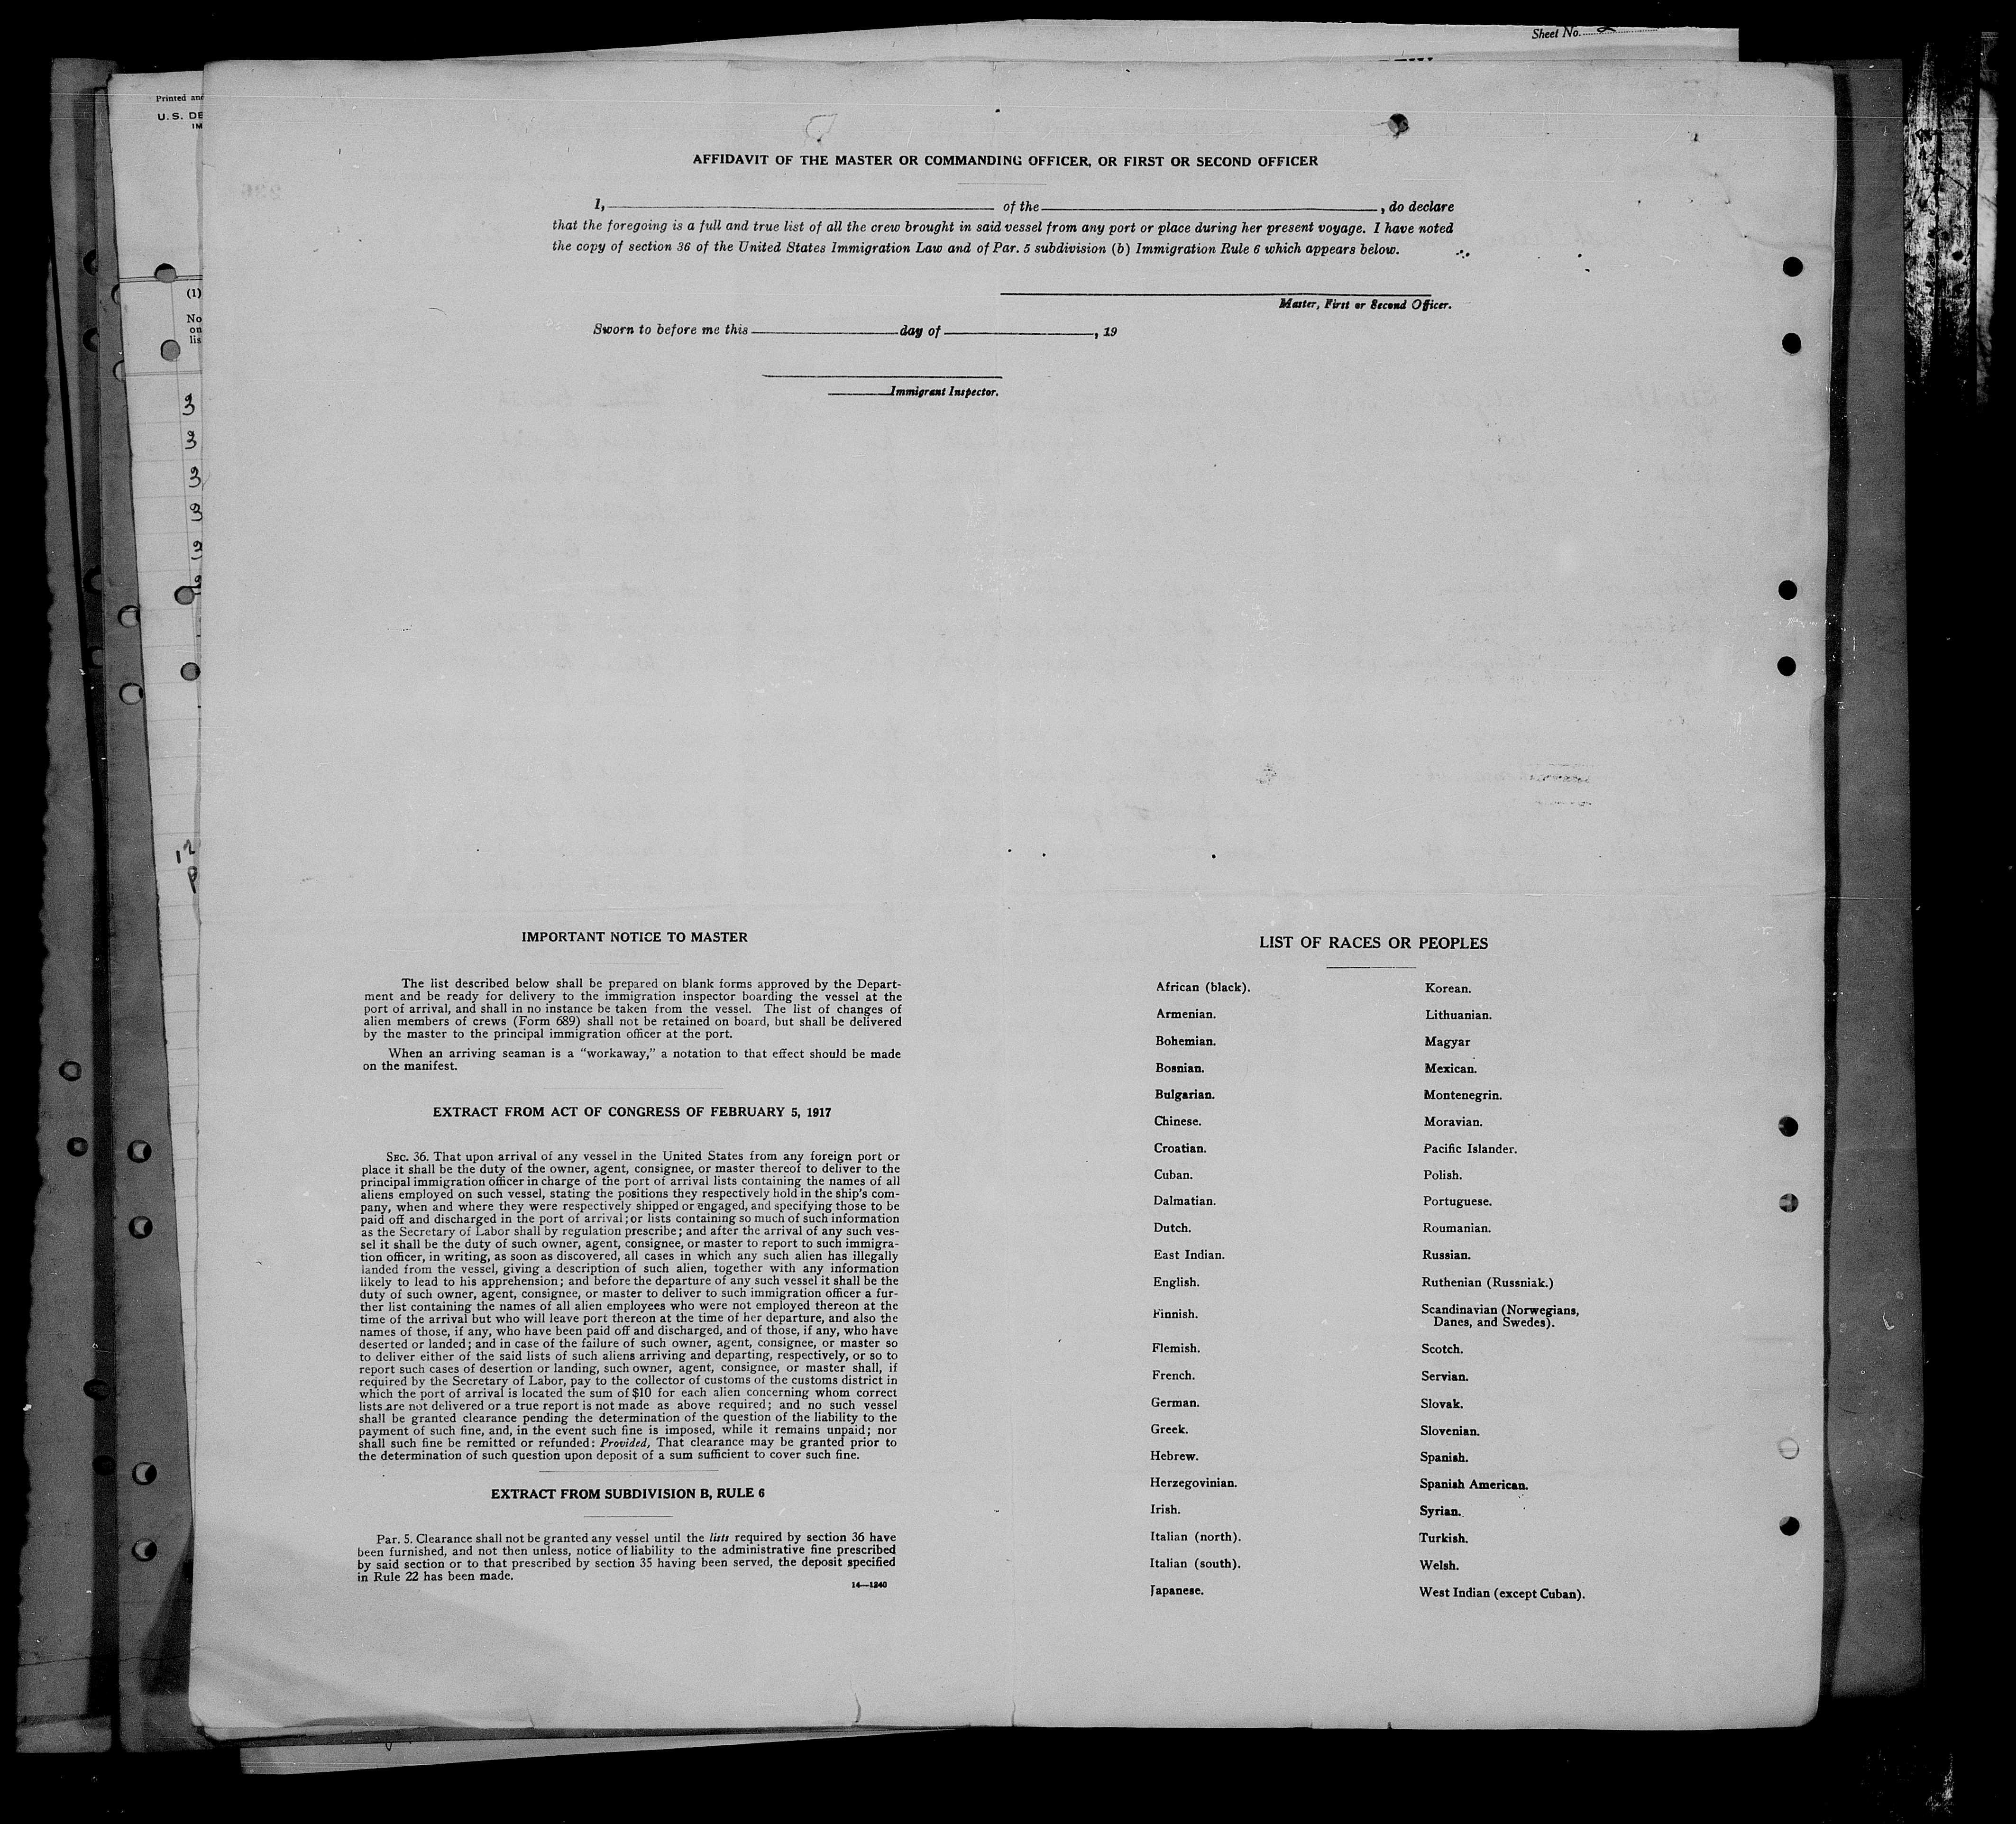 Sheet No. 2
Printed and
U. S. DE
IM
AFFIDAVIT OF THE MASTER OR COMMANDING OFFICER, OR FIRST OR SECOND OFFICER
I, of the , do declare
that the foregoing is a full and true list of all the crew brought in said vessel from any port or place during her present voyage. I have noted
the copy of section 36 of the United States Immigration Law and of Par. 5 subdivision (b) Immigration Rule 6 which appears below.
Master, First or Second Officer.
Sworn to before me this day of , 19
Immigrant Inspector.
(1)
No
on
lis
3
3
3
IMPORTANT NOTICE TO MASTER
The list described below shall be prepared on blank forms approved by the Depart-
ment and be ready for delivery to the immigration inspector boarding the vessel at the
port of arrival, and shall in no instance be taken from the vessel. The list of changes of
alien members of crews (Form 689) shall not be retained on board, but shall be delivered
by the master to the principal immigration officer at the port.
When an arriving seaman is a "workaway," a notation to that effect should be made
on the manifest.
EXTRACT FROM ACT OF CONGRESS OF FEBRUARY 5, 1917
SEC. 36. That upon arrival of any vessel in the United States from any foreign port or
place it shall be the duty of the owner, agent, consignee, or master thereof to deliver to the
principal immigration officer in charge of the port of arrival lists containing the names of all
aliens employed on such vessel, stating the positions they respectively hold in the ship's com-
pany, when and where they were respectively shipped or engaged, and specifying those to be
paid off and discharged in the port of arrival; or lists containing so much of such information
as the Secretary of Labor shall by regulation prescribe; and after the arrival of any such ves-
sel it shall be the duty of such owner, agent, consignee, or master to report to such immigra-
tion officer, in writing, as soon as discovered, all cases in which any such alien has illegally
landed from the vessel, giving a description of such alien, together with any information
likely to lead to his apprehension; and before the departure of any such vessel it shall be the
duty of such owner, agent, consignee, or master to deliver to such immigration officer a fur-
ther list containing the names of all alien employees who were not employed thereon at the
time of the arrival but who will leave port thereon at the time of her departure, and also the
names of those, if any, who have been paid off and discharged, and of those, if any, who have
deserted or landed; and in case of the failure of such owner, agent, consignee, or master so
to deliver either of the said lists of such aliens arriving and departing, respectively, or so to
report such cases of desertion or landing, such owner, agent, consignee, or master shall, if
required by the Secretary of Labor, pay to the collector of customs of the customs district in
which the port of arrival is located the sum of $10 for each alien concerning whom correct
lists are not delivered or a true report is not made as above required; and no such vessel
shall be granted clearance pending the determination of the question of the liability to the
payment of such fine, and, in the event such fine is imposed, while it remains unpaid; nor
shall such fine be remitted or refunded: Provided, That clearance may be granted prior to
the determination of such question upon deposit of a sum sufficient to cover such fine.
EXTRACT FROM SUBDIVISION B, RULE 6
Par. 5. Clearance shall not be granted any vessel until the lists required by section 36 have
been furnished, and not then unless, notice of liability to the administrative fine prescribed
by said section or to that prescribed by section 35 having been served, the deposit specified
in Rule 22 has been made.
14—1240
LIST OF RACES OR PEOPLES
African (black).
Armenian.
Bohemian.
Bosnian.
Bulgarian.
Chinese.
Croatian.
Cuban.
Dalmatian.
Dutch.
East Indian.
English.
Finnish.
Flemish.
French.
German.
Greek.
Hebrew.
Herzegovinian.
Irish.
Italian (north).
Italian (south).
Japanese.
Korean.
Lithuanian.
Magyar
Mexican.
Montenegrin.
Moravian.
Pacific Islander.
Polish.
Portuguese.
Roumanian.
Russian.
Ruthenian (Russniak.)
Scandinavian (Norwegians,
Danes, and Swedes).
Scotch.
Servian.
Slovak.
Slovenian.
Spanish.
Spanish American.
Syrian.
Turkish.
Welsh.
West Indian (except Cuban).